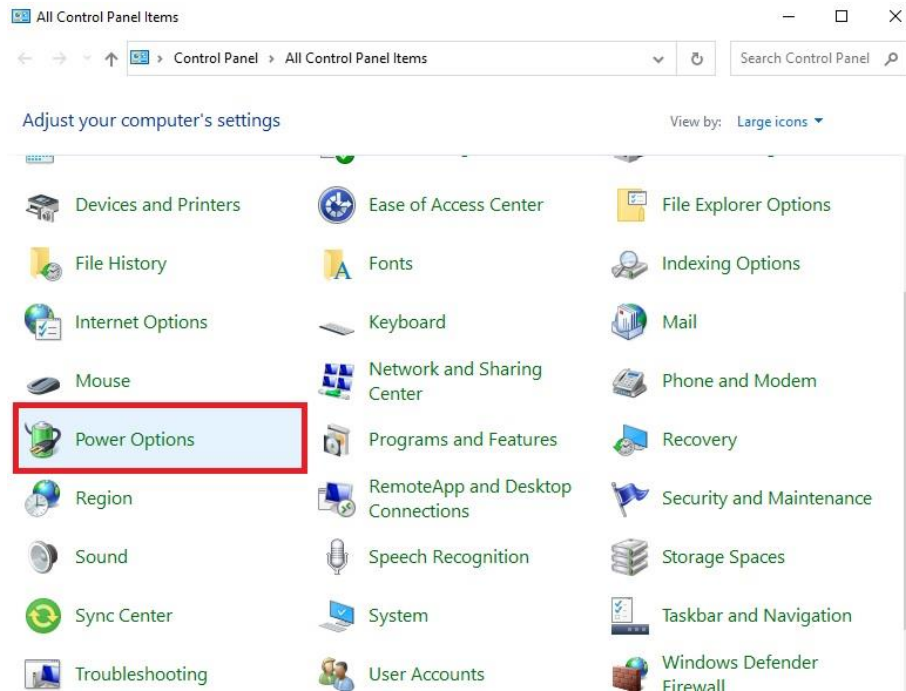 All Control Panel Items
Control Panel > All Control Panel Items
Search Control Panel
Adjust your computer's settings
View by: Large icons
Devices and Printers
Ease of Access Center
File Explorer Options
File History
Fonts
Indexing Options
Internet Options
Keyboard
Mail
Mouse
Network and Sharing
Center
Phone and Modem
Power Options
Programs and Features
Recovery
Region
RemoteApp and Desktop
Connections
Security and Maintenance
Sound
Speech Recognition
Storage Spaces
Sync Center
System
Taskbar and Navigation
Troubleshooting
User Accounts
Windows Defender
Firewall